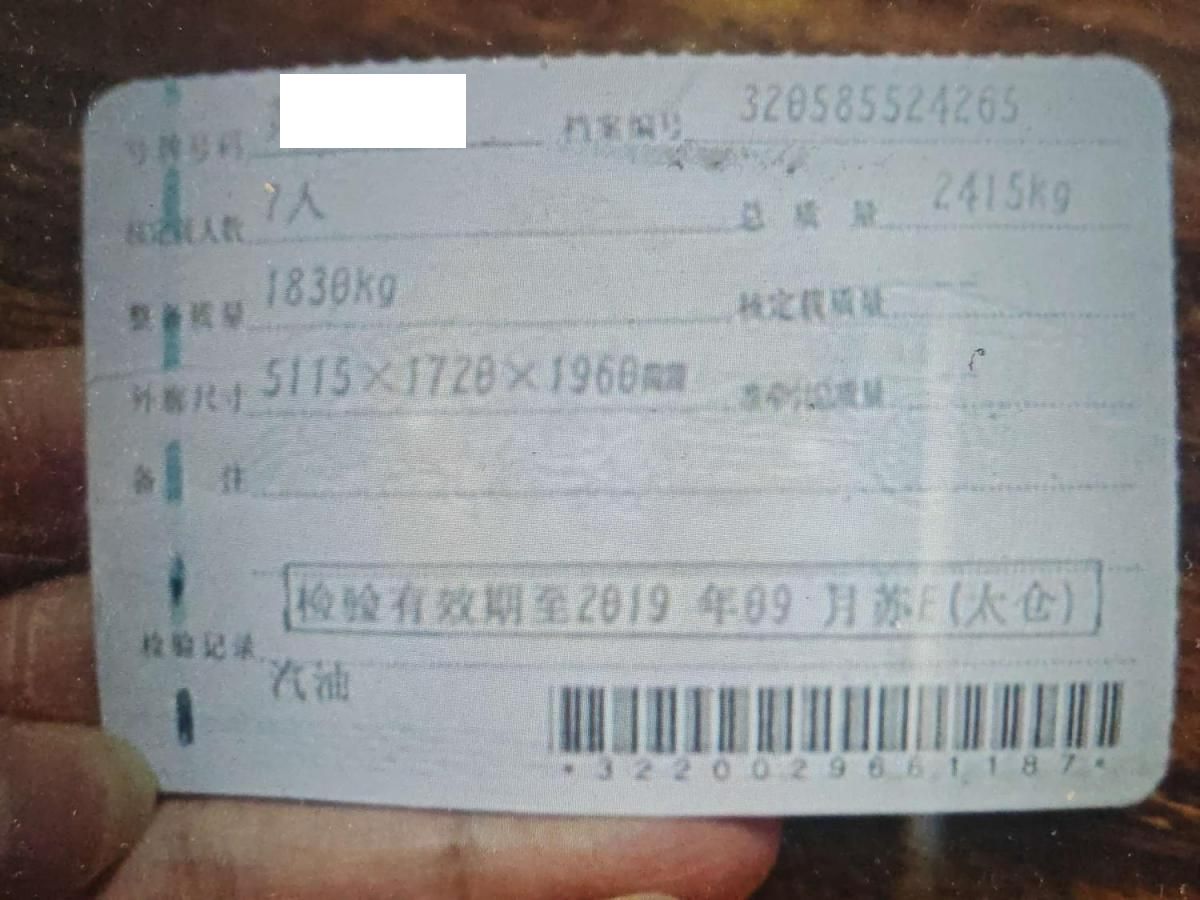 号牌号码 档案编号 320585524265
核定载人数 7人 总质量 2415kg
整备质量 1830kg 核定载质量 --
外廓尺寸 5115×1720×1960mm 准牵引总质量
备注
检验有效期至2019 年09 月苏E(太仓)
检验记录
汽油
*3220029661187*